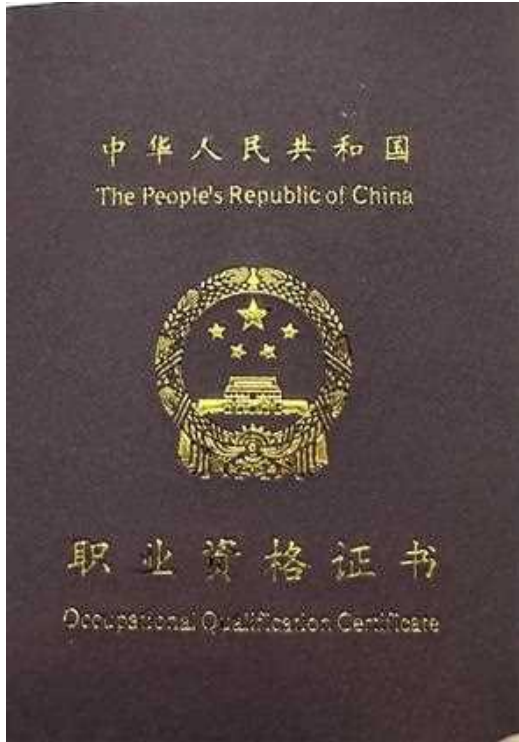 中华人民共和国
The People's Republic of China
职业资格证书
Occupational Qualification Certificate